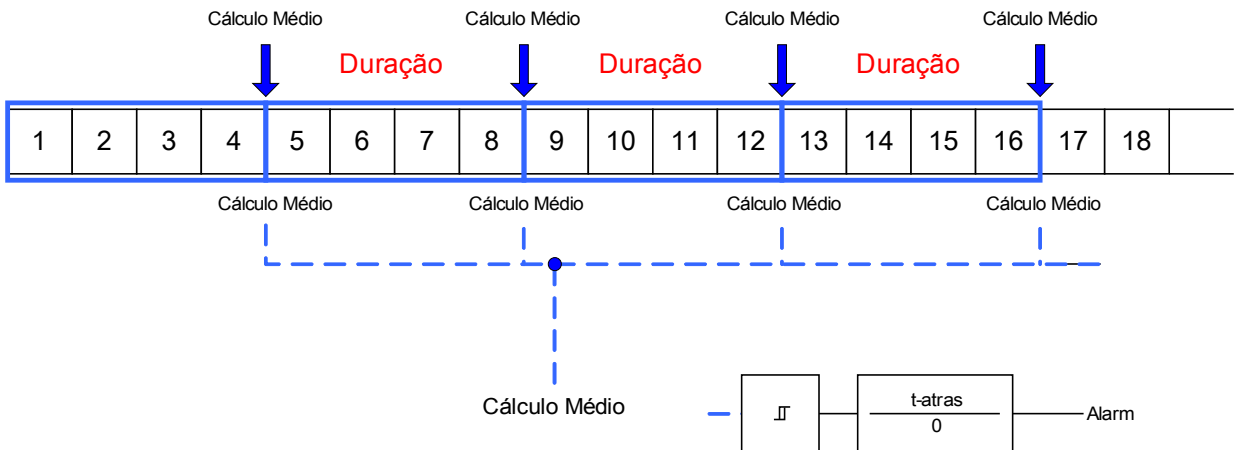 Cálculo Médio Cálculo Médio Cálculo Médio Cálculo Médio
Duração Duração Duração
1 2 3 4 5 6 7 8 9 10 11 12 13 14 15 16 17 18
Cálculo Médio Cálculo Médio Cálculo Médio Cálculo Médio
Cálculo Médio
t-atras
0
Alarm